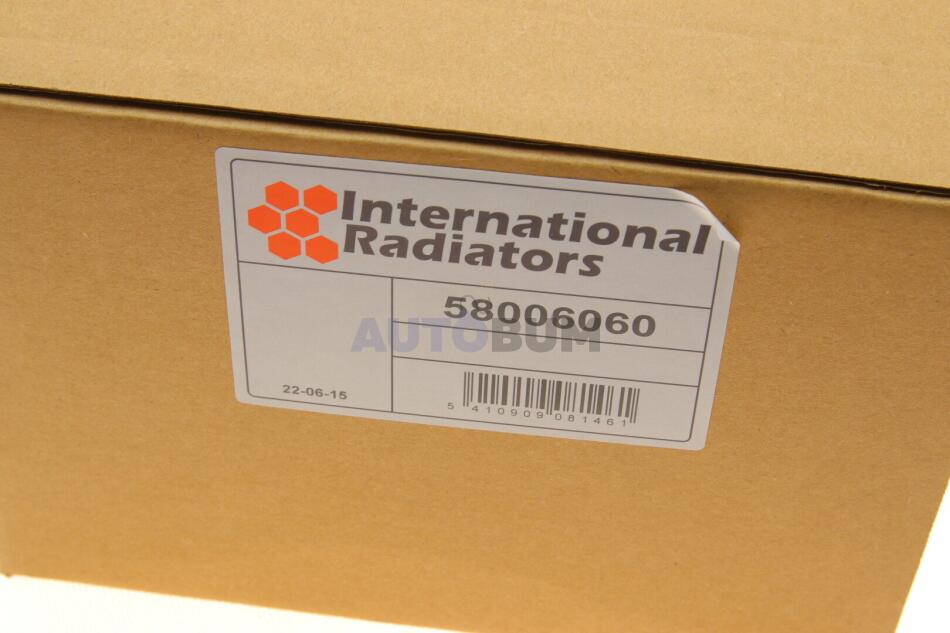 International
Radiators
58006060
AUTOBUM
22-06-15
5 410909 081461